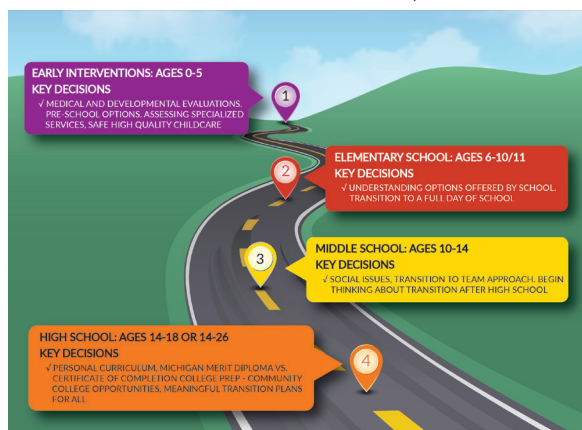 EARLY INTERVENTIONS: AGES 0-5
KEY DECISIONS
√ MEDICAL AND DEVELOPMENTAL EVALUATIONS.
PRE-SCHOOL OPTIONS. ASSESSING SPECIALIZED
SERVICES, SAFE HIGH QUALITY CHILDCARE
1
ELEMENTARY SCHOOL: AGES 6-10/11
KEY DECISIONS
√ UNDERSTANDING OPTIONS OFFERED BY SCHOOL.
TRANSITION TO A FULL DAY OF SCHOOL
2
MIDDLE SCHOOL: AGES 10-14
KEY DECISIONS
√ SOCIAL ISSUES, TRANSITION TO TEAM APPROACH. BEGIN
THINKING ABOUT TRANSITION AFTER HIGH SCHOOL
3
HIGH SCHOOL: AGES 14-18 OR 14-26
KEY DECISIONS
√ PERSONAL CURRICULUM, MICHIGAN MERIT DIPLOMA VS.
CERTIFICATE OF COMPLETION COLLEGE PREP - COMMUNITY
COLLEGE OPPORTUNITIES, MEANINGFUL TRANSITION PLANS
FOR ALL
4